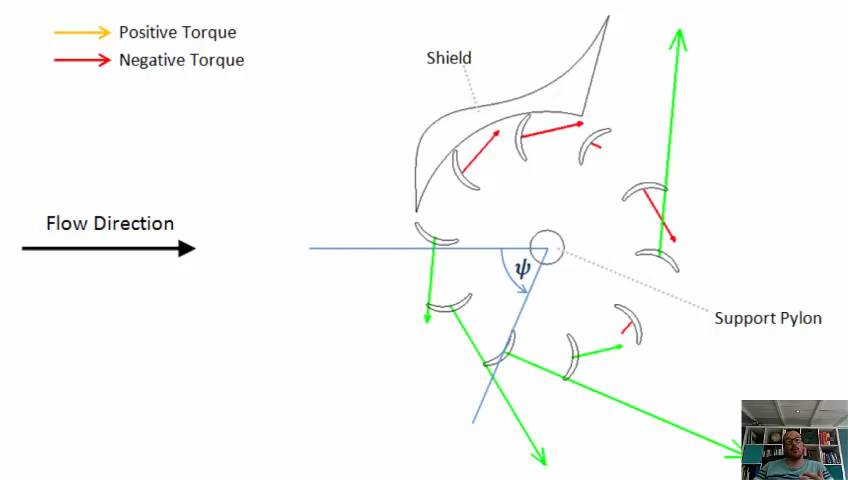 Positive Torque
Negative Torque
Shield
Flow Direction
ψ
Support Pylon